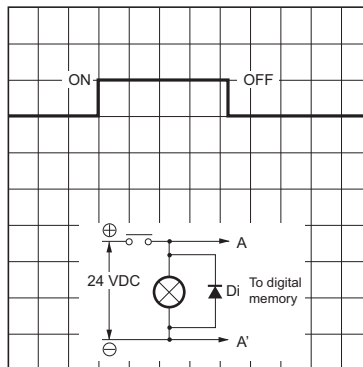 ON
OFF
⊕
A
24 VDC
Di
To digital
memory
⊖
A'